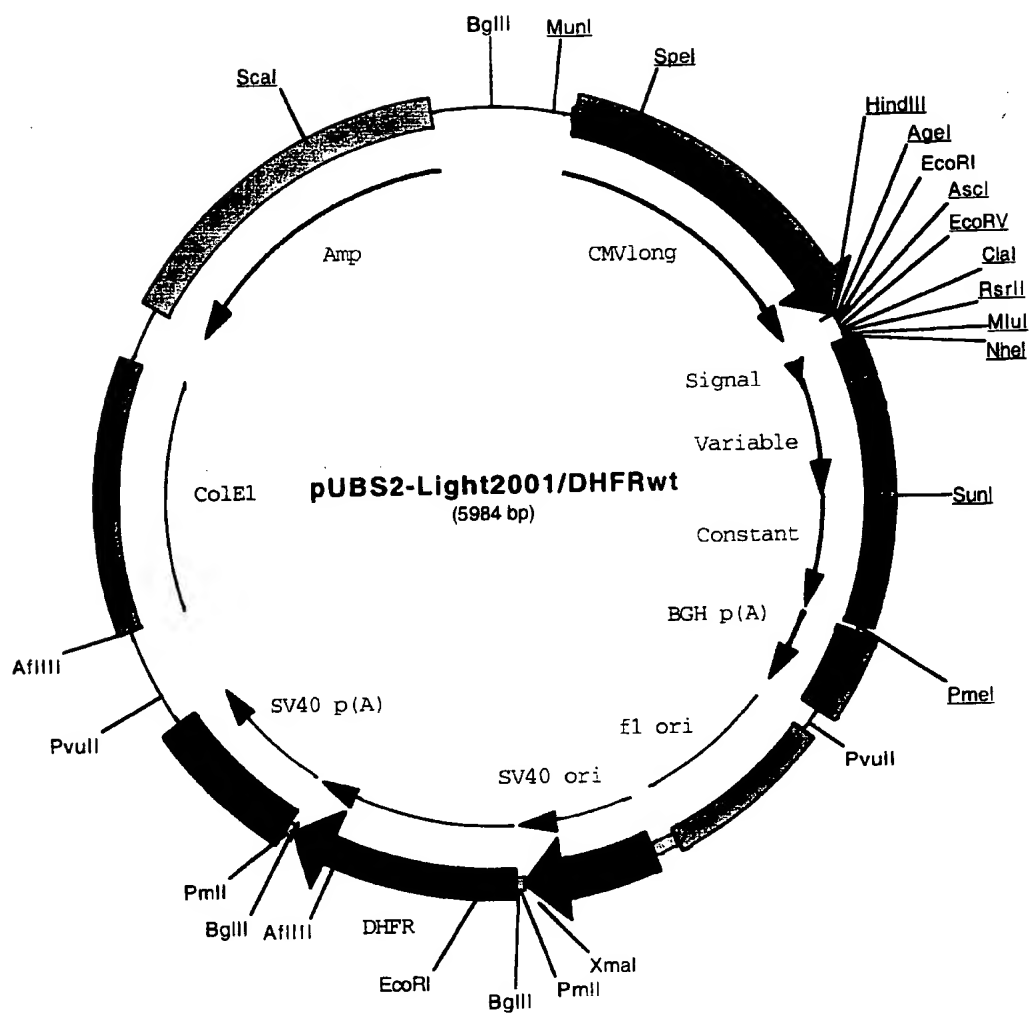 BglII
MunI
SpeI
ScaI
HindIII
AgeI
EcoRI
AscI
EcoRV
ClaI
RsrII
MluI
NheI
Amp
CMVlong
Signal
Variable
pUBS2-Light2001/DHFRwt
(5984 bp)
ColE1
SunI
Constant
BGH p(A)
AflIII
PmeI
SV40 p(A)
f1 ori
PvuII
PvuII
SV40 ori
PmlI
BglII
AflIII
DHFR
EcoRI
BglII
PmlI
XmaI